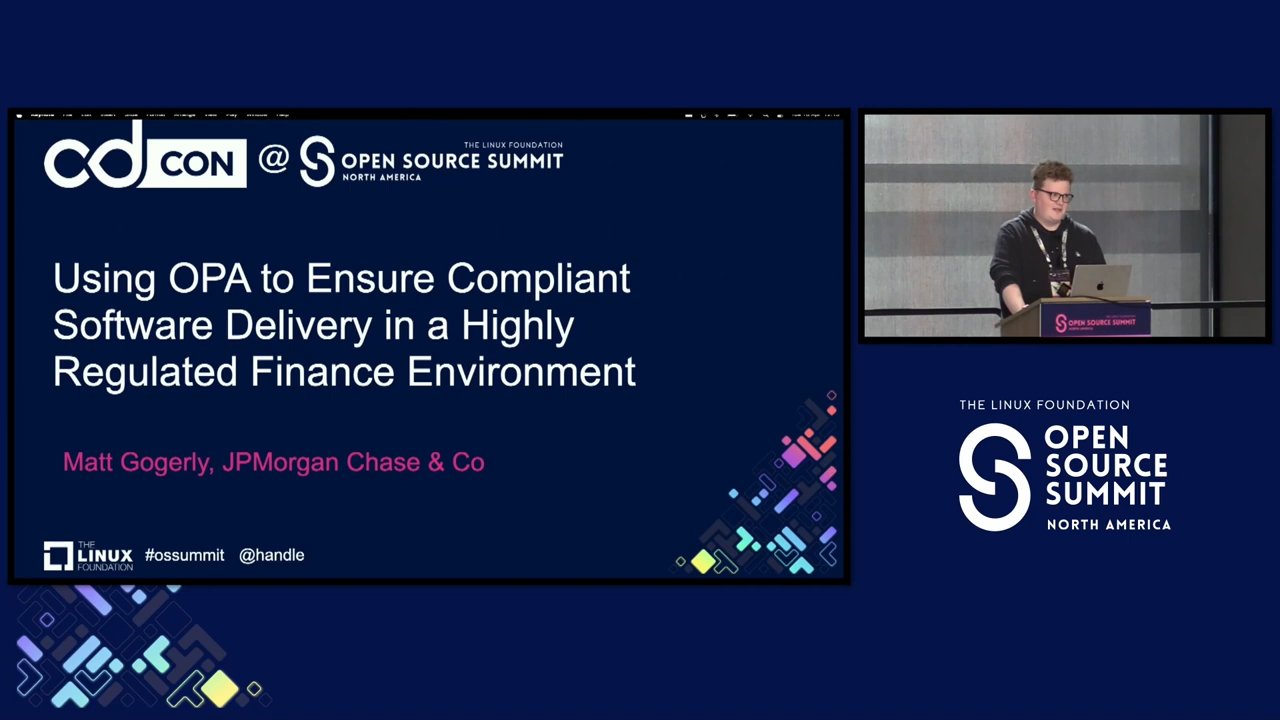 cd CON @ THE LINUX FOUNDATION
OPEN SOURCE SUMMIT
NORTH AMERICA
Using OPA to Ensure Compliant
Software Delivery in a Highly
Regulated Finance Environment
Matt Gogerly, JPMorgan Chase & Co
THE
LINUX
FOUNDATION
#ossummit @handle
OPEN SOURCE SUMMIT
THE LINUX FOUNDATION
OPEN
SOURCE
SUMMIT
NORTH AMERICA